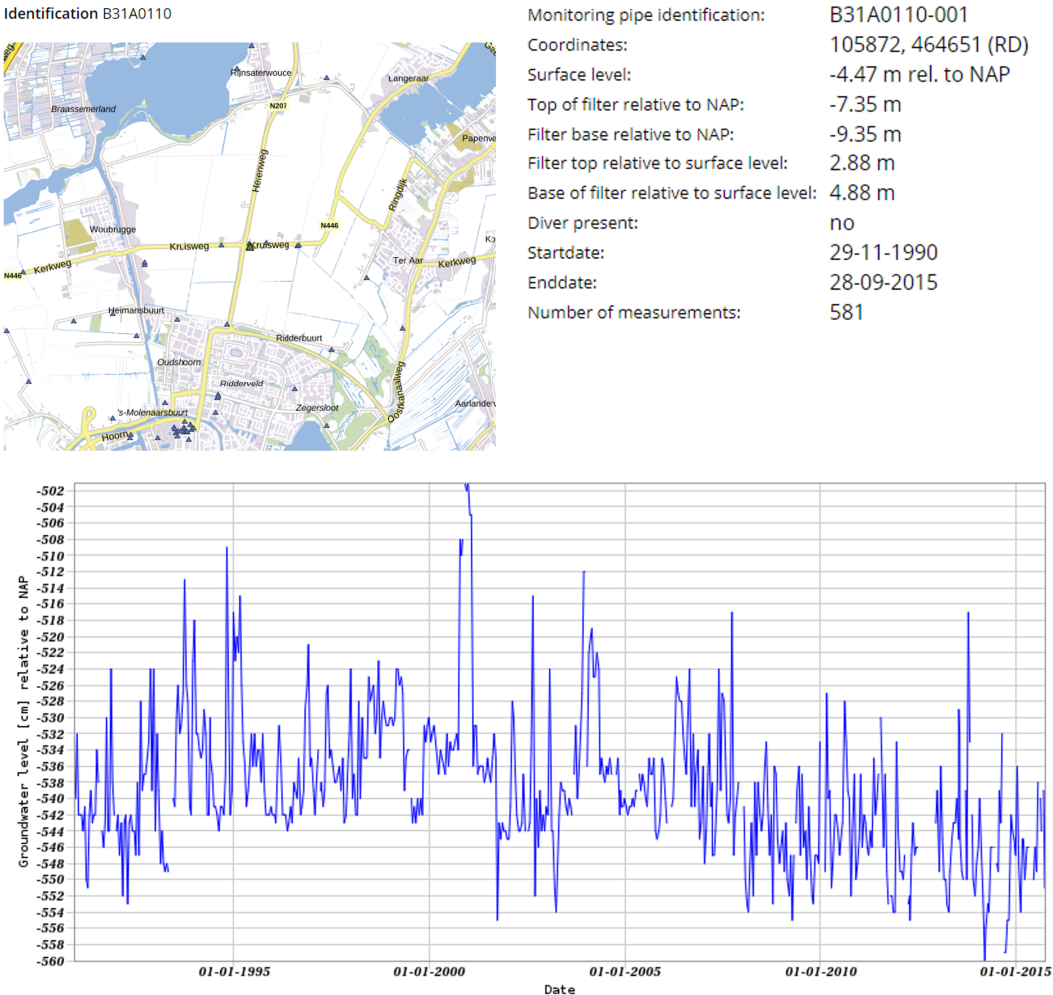 Identification B31A0110
Monitoring pipe identification: B31A0110-001
Coordinates: 105872, 464651 (RD)
Surface level: -4.47 m rel. to NAP
Top of filter relative to NAP: -7.35 m
Filter base relative to NAP: -9.35 m
Filter top relative to surface level: 2.88 m
Base of filter relative to surface level: 4.88 m
Diver present: no
Startdate: 29-11-1990
Enddate: 28-09-2015
Number of measurements: 581
Rijnsaterwouce
Langeraar
N207
Braassemerland
Papenve
Herenweg
Ringdijk
N446
Woubrugge
Kruisweg
Kruisweg
Ter Aar
Kerkweg
Kerkweg
N446
Heimansbuurt
Ridderbuurt
Oudshoorn
Ridderveld
Oostkanaalweg
's-Molenaarsbuurt
Zegersloot
Aarlande
Hoorn
-502
-504
-506
-508
-510
-512
-514
-516
-518
-520
-522
-524
-526
-528
-530
-532
-534
-536
-538
-540
-542
-544
-546
-548
-550
-552
-554
-556
-558
-560
Groundwater level [cm] relative to NAP
01-01-1995
01-01-2000
01-01-2005
01-01-2010
01-01-2015
Date